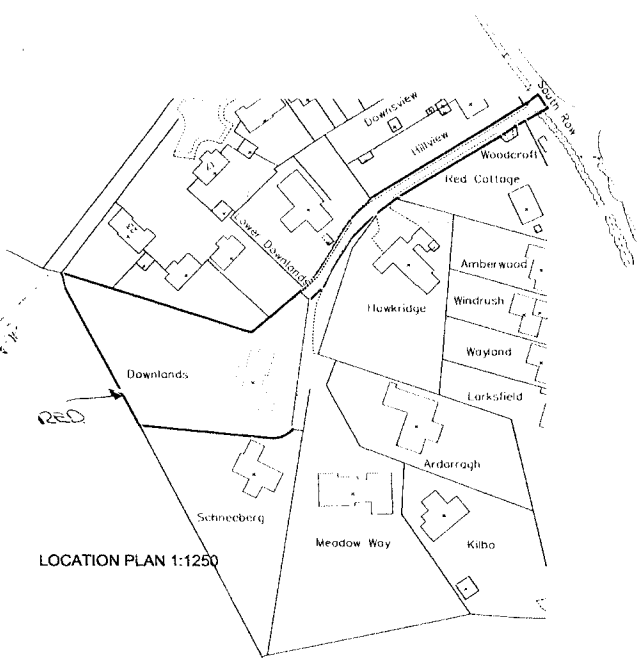 South Row
Downsview
Hillview
Woodcroft
Red Cottage
Lower Downlands
Amberwood
Hawkridge
Windrush
Wayland
Larksfield
Downlands
RED
Ardarragh
Schneeberg
Meadow Way
Kilba
LOCATION PLAN 1:1250